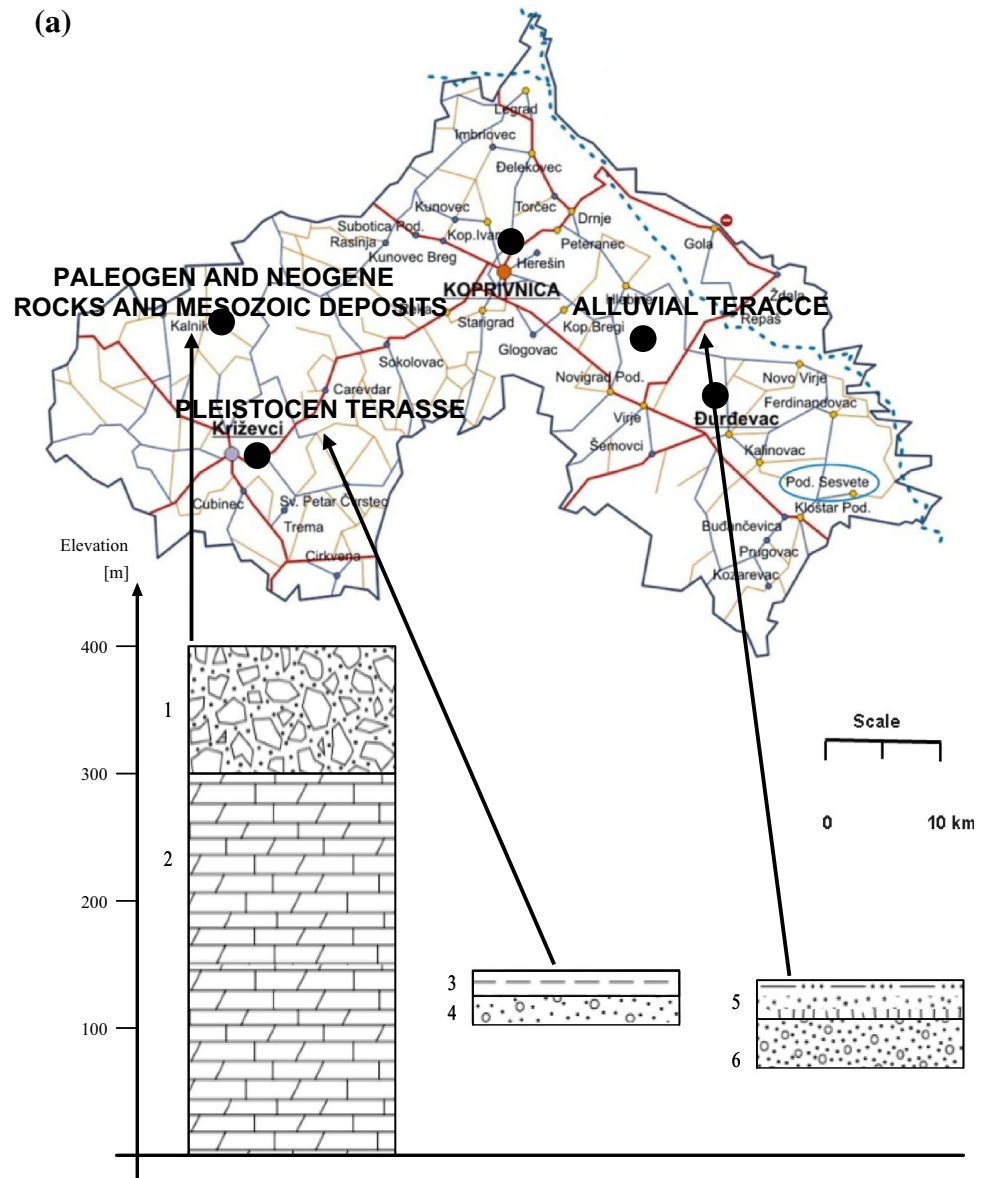 (a)
Legrad
Imbriovec
Đelekovec
Torčec
Kunovec
Drnje
Subotica Pod.
Rasinja
Kop.Ivan
Peteranec
Gola
Kunovec Breg
Herešin
PALEOGEN AND NEOGENE
ROCKS AND MESOZOIC DEPOSITS
KOPRIVNICA
Hlebine
Ždala
ALLUVIAL TERACCE
Kalnik
Starigrad
Kop.Bregi
Repaš
Glogovac
Sokolovac
Carevdar
Novigrad Pod.
Novo Virje
PLEISTOCEN TERASSE
Ferdinandovac
Križevci
Virje
Đurđevac
Šemovci
Kalinovac
Pod. Sesvete
Cubinec
Sv. Petar Čvrstec
Kloštar Pod.
Trema
Budančevica
Elevation
[m]
Cirkvena
Prugovac
Kozarevac
400
1
Scale
300
0 10 km
2
200
3
4
5
6
100